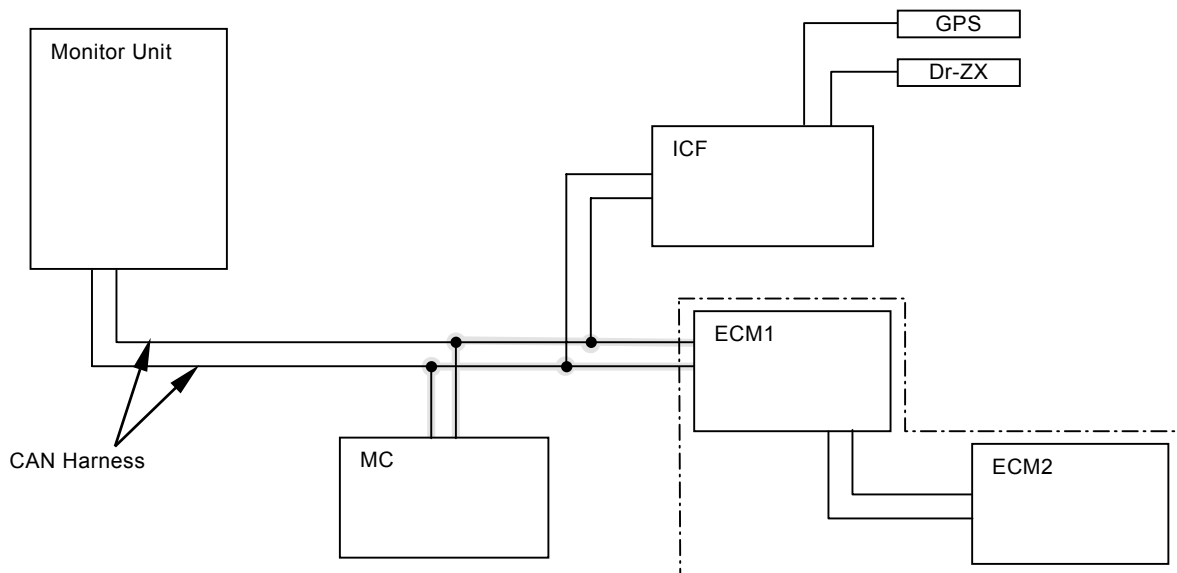 GPS
Monitor Unit
Dr-ZX
ICF
ECM1
CAN Harness
MC
ECM2